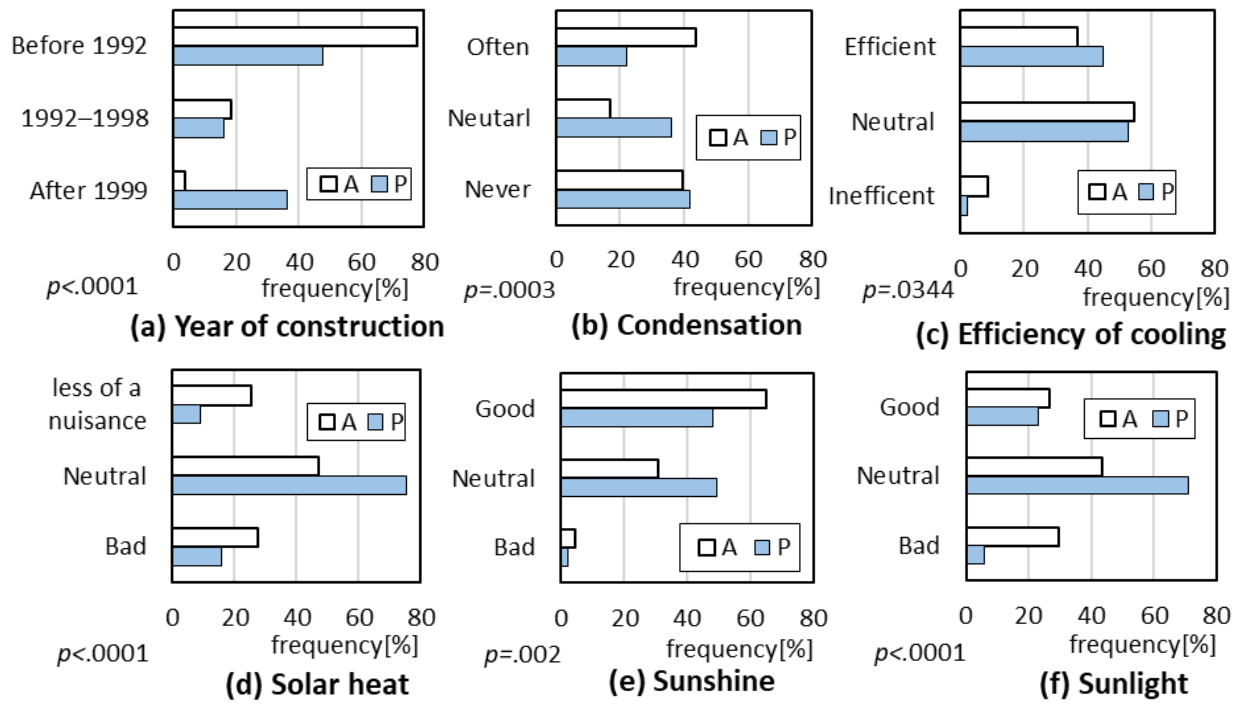 Before 1992
1992–1998
After 1999
A P
0 20 40 60 80
p<.0001
frequency[%]
(a) Year of construction
Often
Neutarl
Never
A P
0 20 40 60 80
p=.0003
frequency[%]
(b) Condensation
Efficient
Neutral
Inefficent
A P
0 20 40 60 80
p=.0344
frequency[%]
(c) Efficiency of cooling
less of a
nuisance
Neutral
Bad
A P
0 20 40 60 80
p<.0001
frequency[%]
(d) Solar heat
Good
Neutral
Bad
A P
0 20 40 60 80
p=.002
frequency[%]
(e) Sunshine
Good
Neutral
Bad
A P
0 20 40 60 80
p<.0001
frequency[%]
(f) Sunlight